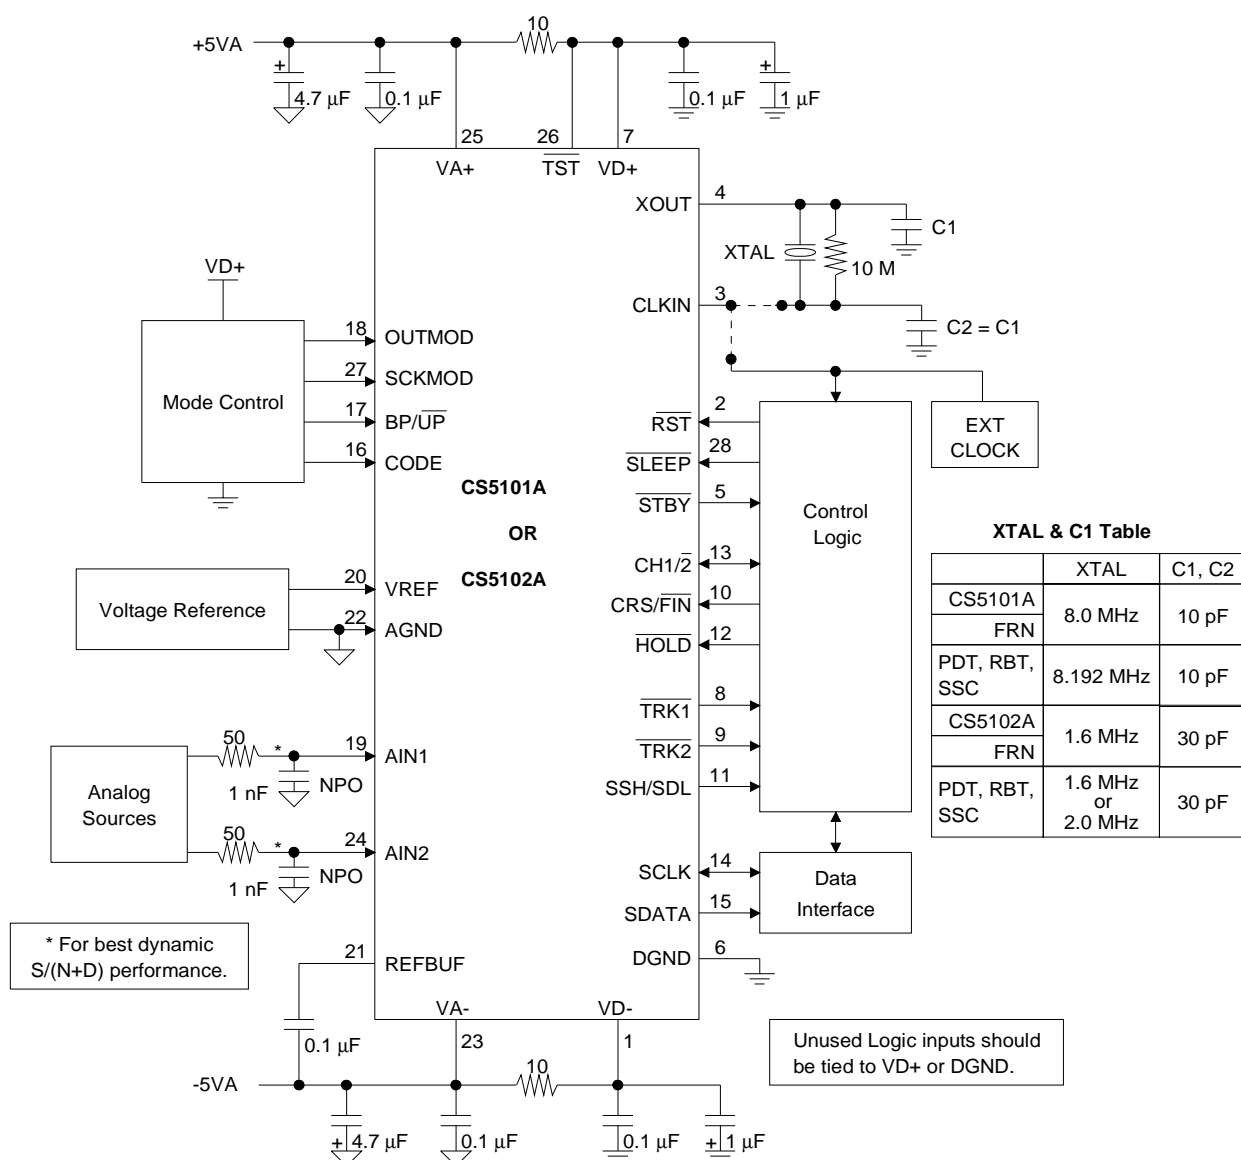 10
+5VA
+
4.7 µF
0.1 µF
0.1 µF
+
1 µF
25
26
7
VA+
TST
VD+
XOUT
4
C1
XTAL
10 M
CLKIN
3
C2 = C1
VD+
Mode Control
18
OUTMOD
27
SCKMOD
17
BP/UP
16
CODE
CS5101A
OR
CS5102A
RST
2
SLEEP
28
STBY
5
CH1/2
13
CRS/FIN
10
HOLD
12
TRK1
8
TRK2
9
SSH/SDL
11
Control
Logic
EXT
CLOCK
Voltage Reference
20
VREF
22
AGND
XTAL & C1 Table
XTAL C1, C2
CS5101A
FRN
8.0 MHz 10 pF
PDT, RBT,
SSC
8.192 MHz 10 pF
CS5102A
FRN
1.6 MHz 30 pF
PDT, RBT,
SSC
1.6 MHz
or
2.0 MHz
30 pF
Analog
Sources
50
*
19
AIN1
1 nF
NPO
50
*
24
AIN2
1 nF
NPO
SCLK
14
SDATA
15
Data
Interface
DGND
6
* For best dynamic
S/(N+D) performance.
21
REFBUF
0.1 µF
VA-
VD-
23
1
Unused Logic inputs should
be tied to VD+ or DGND.
-5VA
10
+
4.7 µF
0.1 µF
0.1 µF
+
1 µF